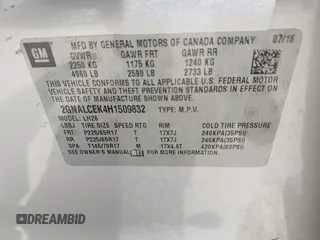 GM
MFD BY GENERAL MOTORS OF CANADA COMPANY 07/16
GVWR GAWR FRT GAWR RR
2250 KG 1175 KG 1240 KG
4960 LB 2590 LB 2733 LB
THIS VEHICLE CONFORMS TO ALL APPLICABLE U.S. FEDERAL
MOTOR VEHICLE SAFETY, BUMPER, AND THEFT PREVENTION
STANDARDS IN EFFECT ON THE DATE OF MANUFACTURE SHOWN ABOVE.
2GNALCEK4H1509832 TYPE: M.P.V.
MODEL: LH26
LBBJ TIRE SIZE SPEED RTG RIM COLD TIRE PRESSURE
FRT P225/65R17 T 17X7J 240KPA(35PSI)
RR P225/65R17 T 17X7J 240KPA(35PSI)
SPA T145/70R17 M 17X4.5T 420KPA(60PSI)
SEE OWNER'S MANUAL
AUTOBIDMASTER